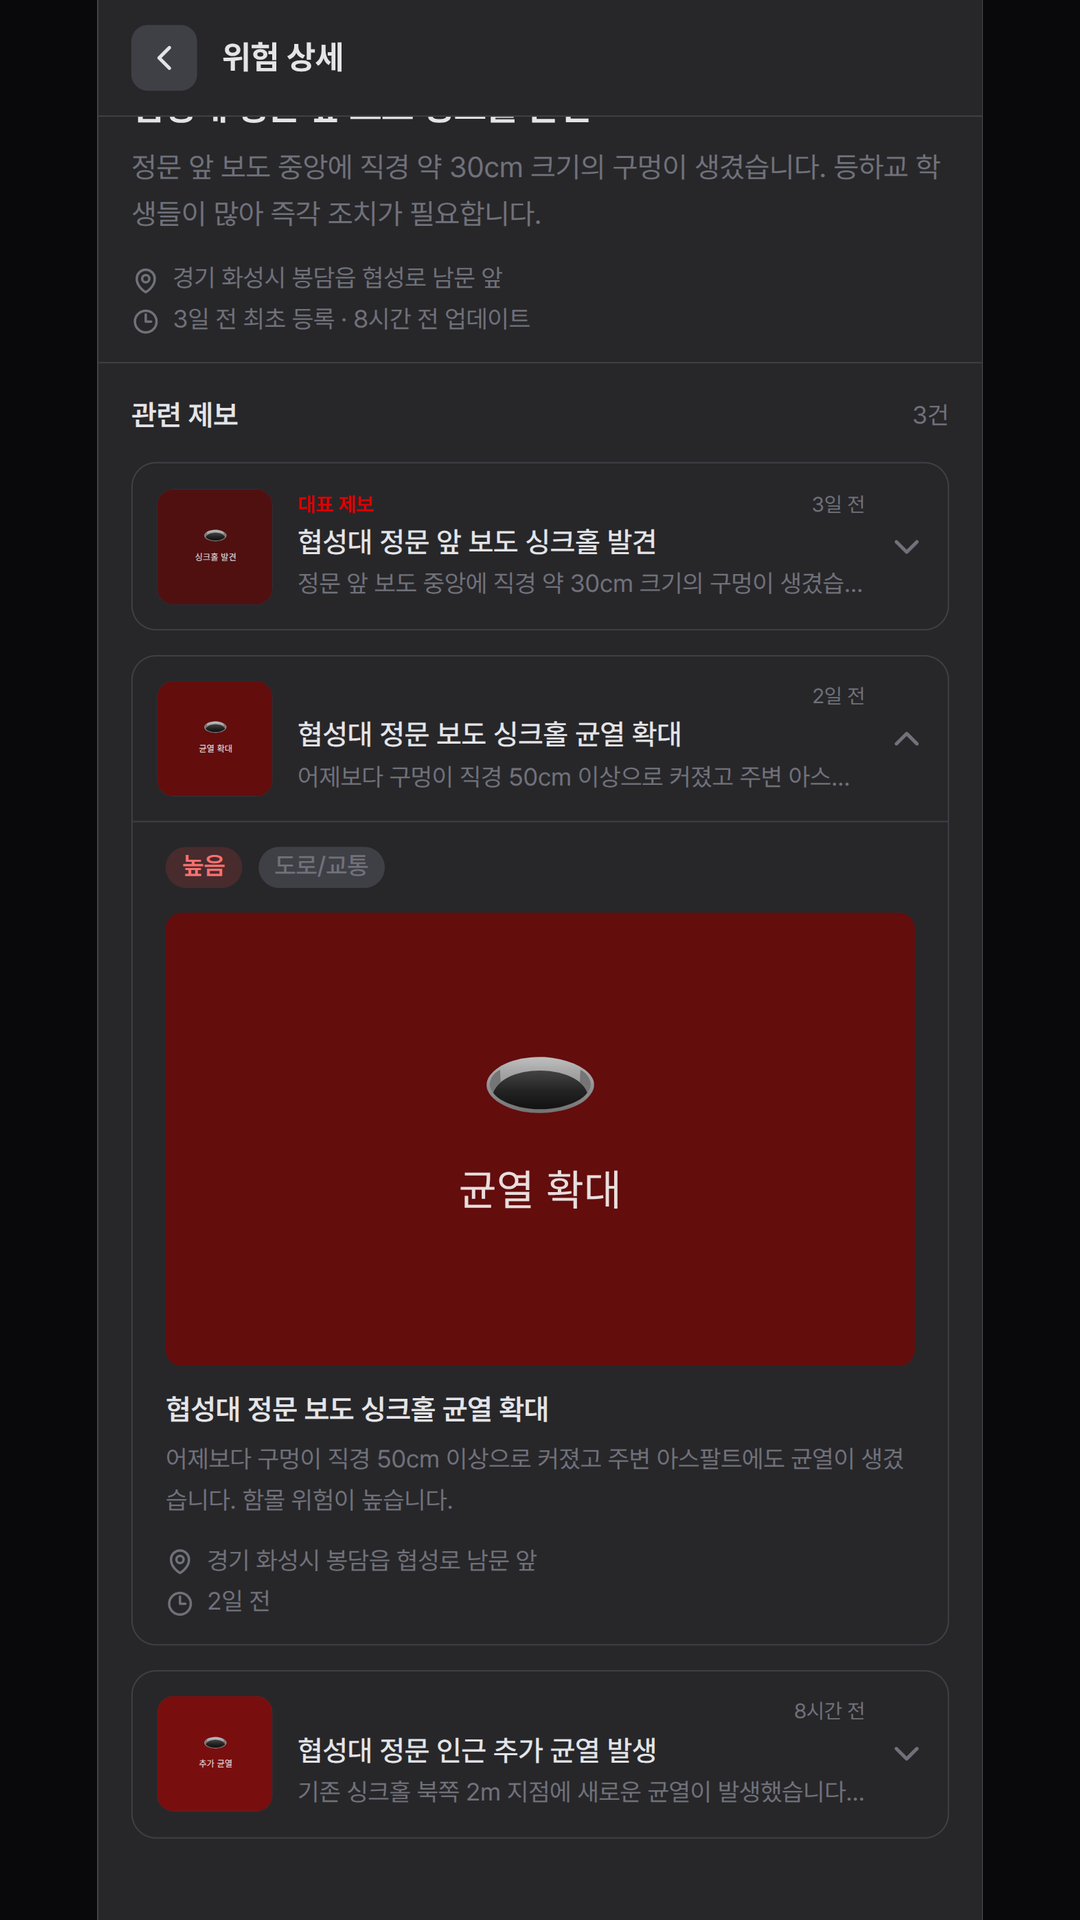 위험 상세
정문 앞 보도 중앙에 직경 약 30cm 크기의 구멍이 생겼습니다. 등하교 학
생들이 많아 즉각 조치가 필요합니다.
경기 화성시 봉담읍 협성로 남문 앞
3일 전 최초 등록 · 8시간 전 업데이트
관련 제보
3건
싱크홀 발견
대표 제보
3일 전
협성대 정문 앞 보도 싱크홀 발견
정문 앞 보도 중앙에 직경 약 30cm 크기의 구멍이 생겼습...
균열 확대
2일 전
협성대 정문 보도 싱크홀 균열 확대
어제보다 구멍이 직경 50cm 이상으로 커졌고 주변 아스...
높음
도로/교통
균열 확대
협성대 정문 보도 싱크홀 균열 확대
어제보다 구멍이 직경 50cm 이상으로 커졌고 주변 아스팔트에도 균열이 생겼
습니다. 함몰 위험이 높습니다.
경기 화성시 봉담읍 협성로 남문 앞
2일 전
추가 균열
8시간 전
협성대 정문 인근 추가 균열 발생
기존 싱크홀 북쪽 2m 지점에 새로운 균열이 발생했습니다...